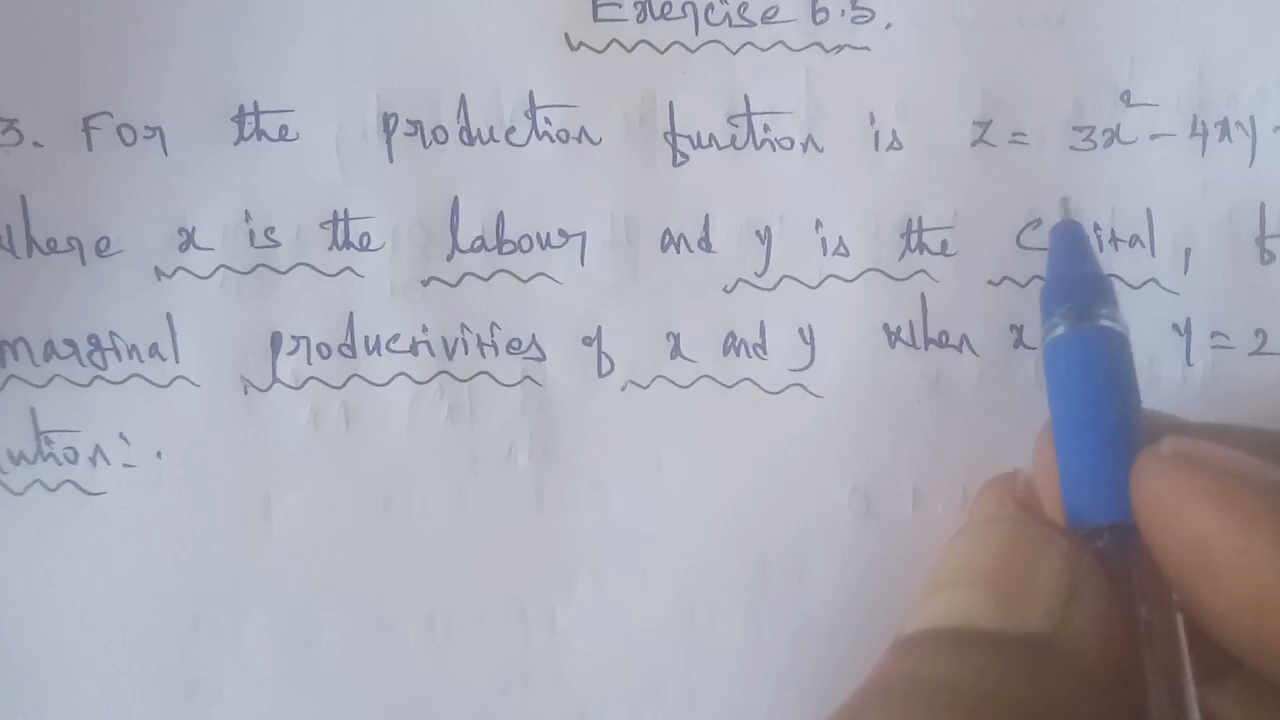 Exercise 6.5.
3. For the production function is z = 3x² - 4xy
where x is the labour and y is the
marginal productivities of x and y when x y = 2
ution:.